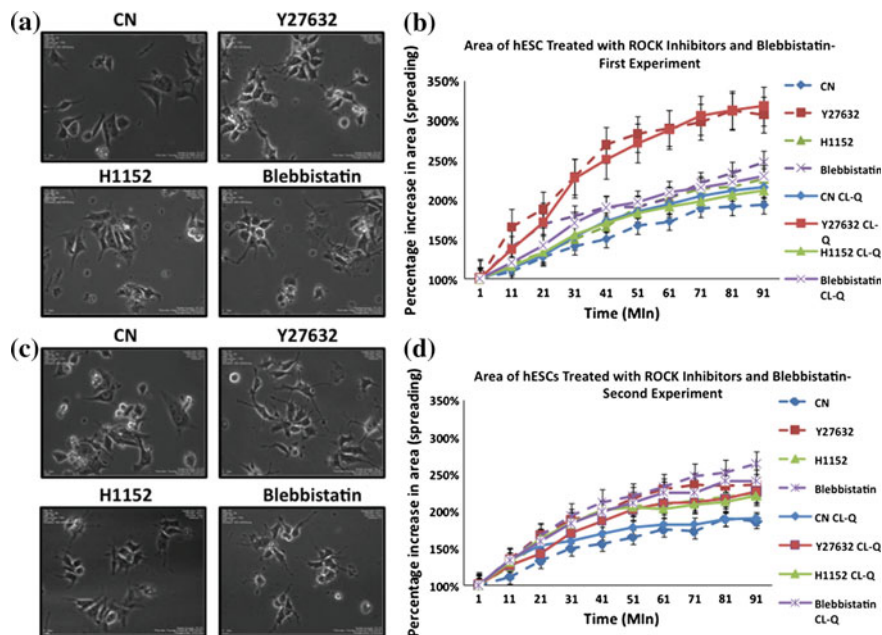 (a)
CN
Y27632
H1152
Blebbistatin
(b)
Area of hESC Treated with ROCK Inhibitors and Blebbistatin-
First Experiment
Percentage increase in area (spreading)
350%
300%
250%
200%
150%
100%
1 11 21 31 41 51 61 71 81 91
Time (MIn)
CN
Y27632
H1152
Blebbistatin
CN CL-Q
Y27632 CL-
Q
H1152 CL-Q
Blebbistatin
CL-Q
(c)
CN
Y27632
H1152
Blebbistatin
(d)
Area of hESCs Treated with ROCK Inhibitors and Blebbistatin-
Second Experiment
Percentage increase in area (spreading)
350%
300%
250%
200%
150%
100%
1 11 21 31 41 51 61 71 81 91
Time (MIn)
CN
Y27632
H1152
Blebbistatin
CN CL-Q
Y27632 CL-Q
H1152 CL-Q
Blebbistatin
CL-Q